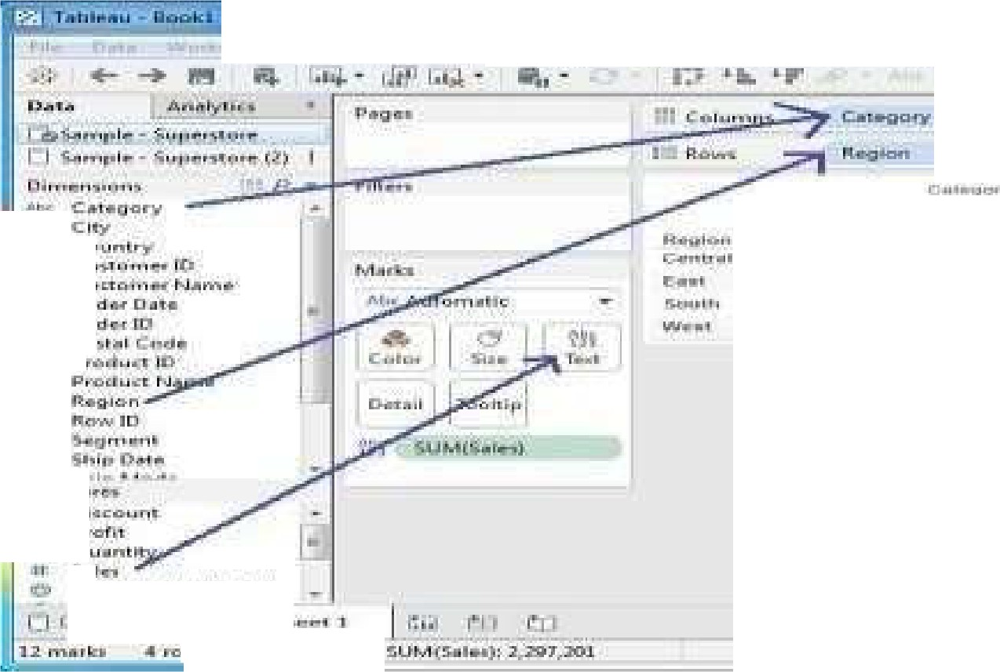 Tableau - Book1
File Data Works
Data Analytics
Sample - Superstore
Sample - Superstore (2)
Dimensions
Abc Category
City
untry
stomer ID
stomer Name
der Date
der ID
stal Code
roduct ID
Product Name
Region
Row ID
Segment
Ship Date
res
iscount
rofit
uantity
les
Pages
Filters
Marks
Abc Automatic
Color Size Text
Detail Tooltip
SUM(Sales)
Columns Category
Rows Region
Categor
Region
Central
East
South
West
eet 1
12 marks 4 ro SUM(Sales): 2,297,201